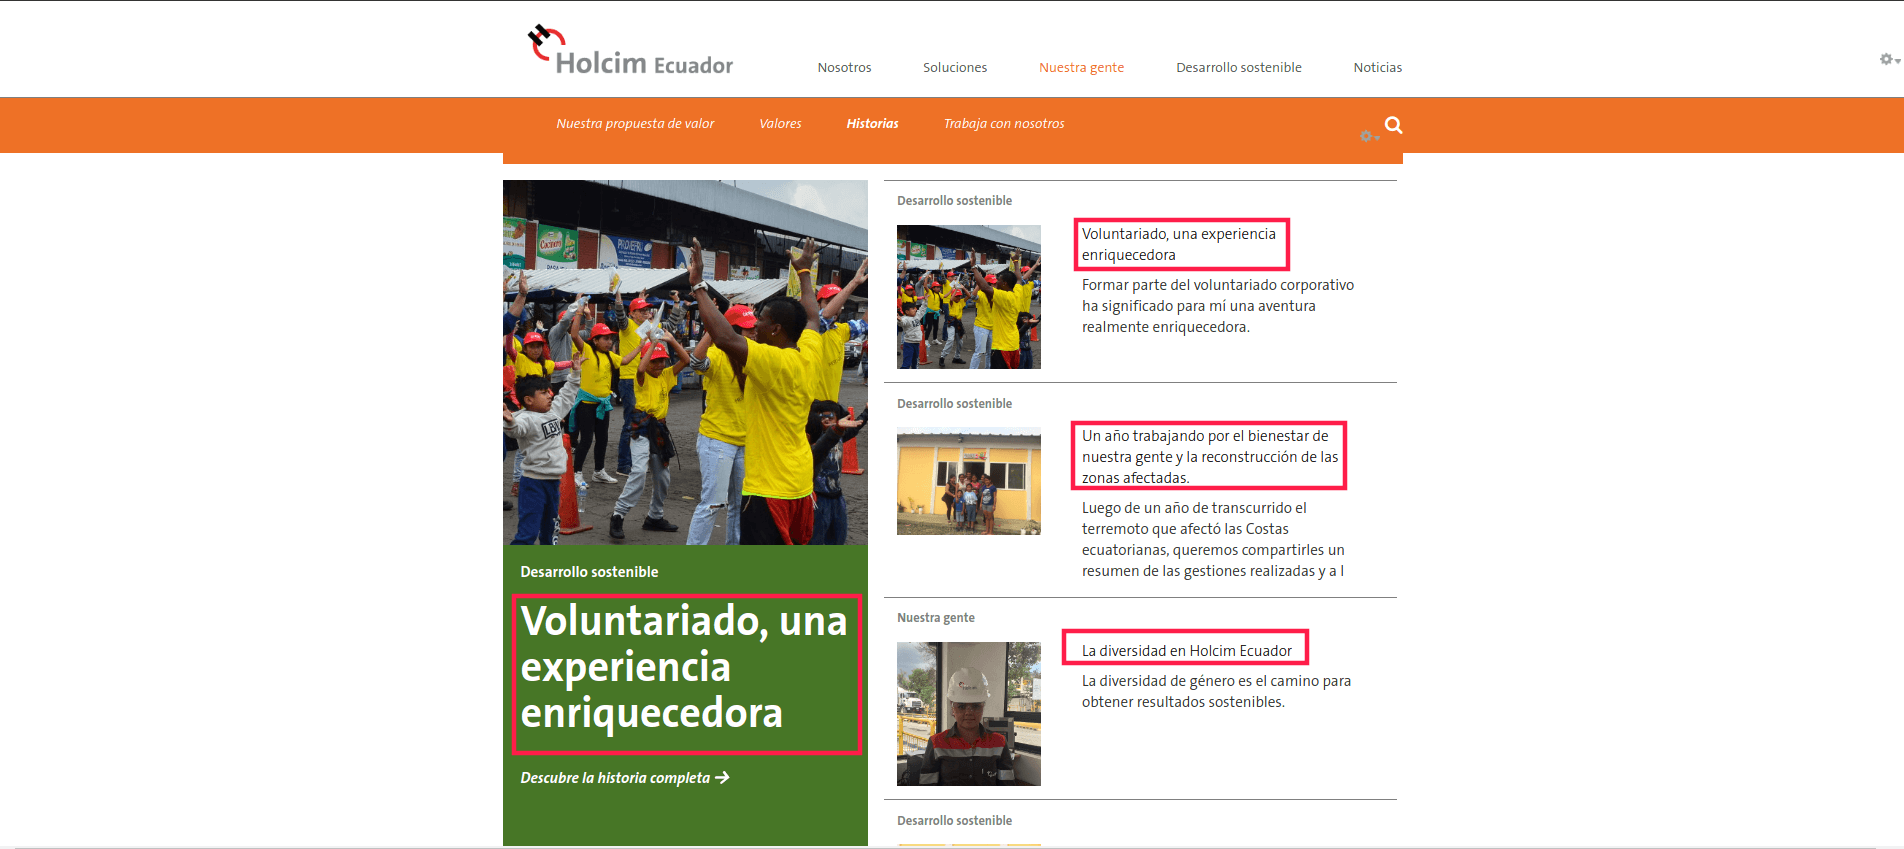 Holcim Ecuador
Nosotros
Soluciones
Nuestra gente
Desarrollo sostenible
Noticias
Nuestra propuesta de valor
Valores
Historias
Trabaja con nosotros
Cocinero
PROVEFRUT
Desarrollo sostenible
Voluntariado, una
experiencia
enriquecedora
Descubre la historia completa
Desarrollo sostenible
Voluntariado, una experiencia
enriquecedora
Formar parte del voluntariado corporativo
ha significado para mí una aventura
realmente enriquecedora.
Desarrollo sostenible
Un año trabajando por el bienestar de
nuestra gente y la reconstrucción de las
zonas afectadas.
Luego de un año de transcurrido el
terremoto que afectó las Costas
ecuatorianas, queremos compartirles un
resumen de las gestiones realizadas y a l
Nuestra gente
La diversidad en Holcim Ecuador
La diversidad de género es el camino para
obtener resultados sostenibles.
Holcim
Desarrollo sostenible